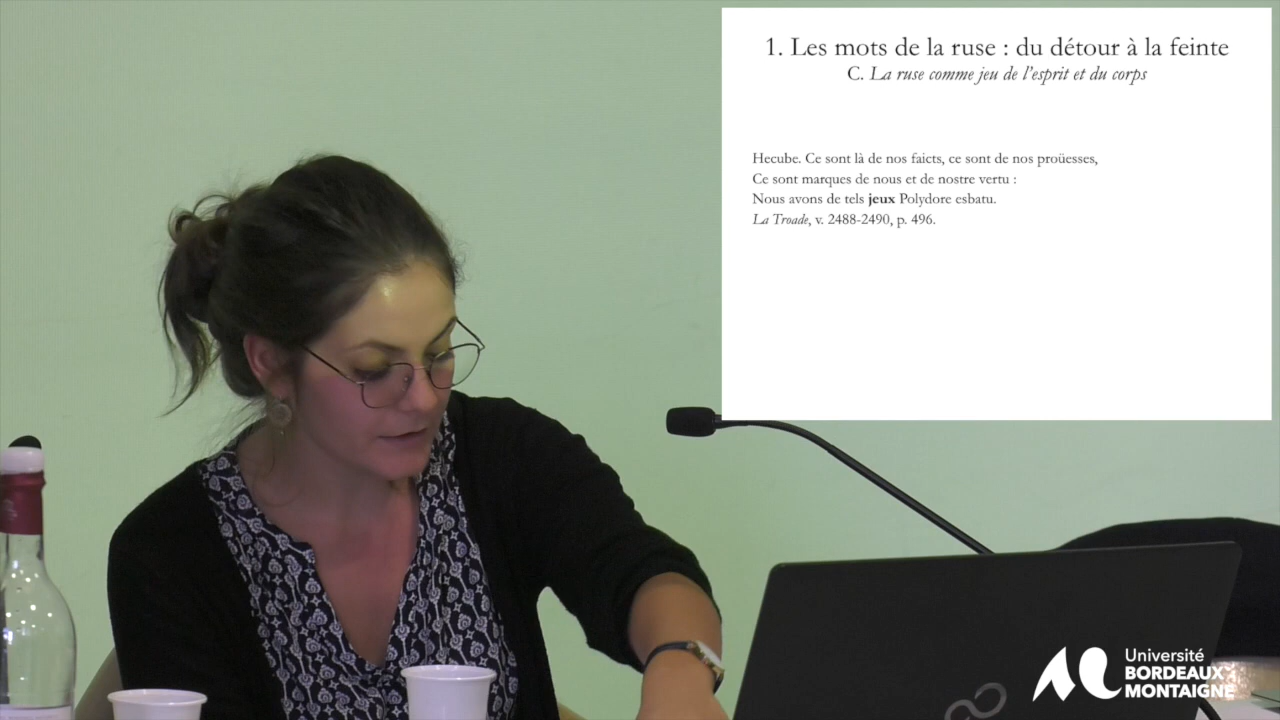 1. Les mots de la ruse : du détour à la feinte
C. La ruse comme jeu de l'esprit et du corps
Hecube. Ce sont là de nos faicts, ce sont de nos proüesses,
Ce sont marques de nous et de nostre vertu :
Nous avons de tels jeux Polydore esbatu.
La Troade, v. 2488-2490, p. 496.
Université
BORDEAUX
MONTAIGNE